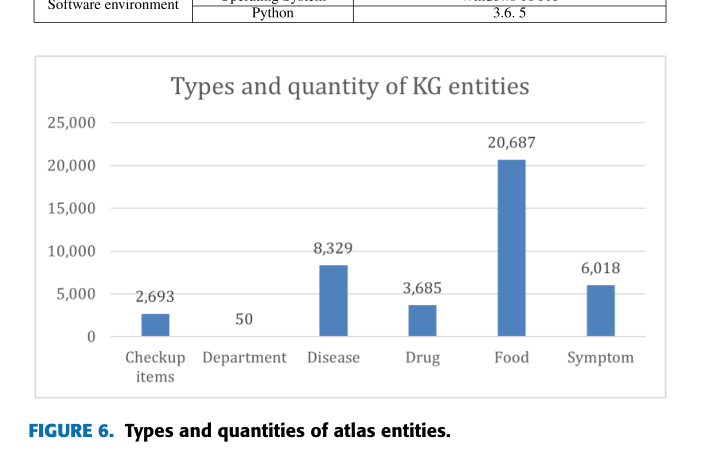 Software environment
Python 3.6. 5
Types and quantity of KG entities
25,000
20,000
15,000
10,000
5,000
0
2,693
50
8,329
3,685
20,687
6,018
Checkup items
Department
Disease
Drug
Food
Symptom
FIGURE 6. Types and quantities of atlas entities.